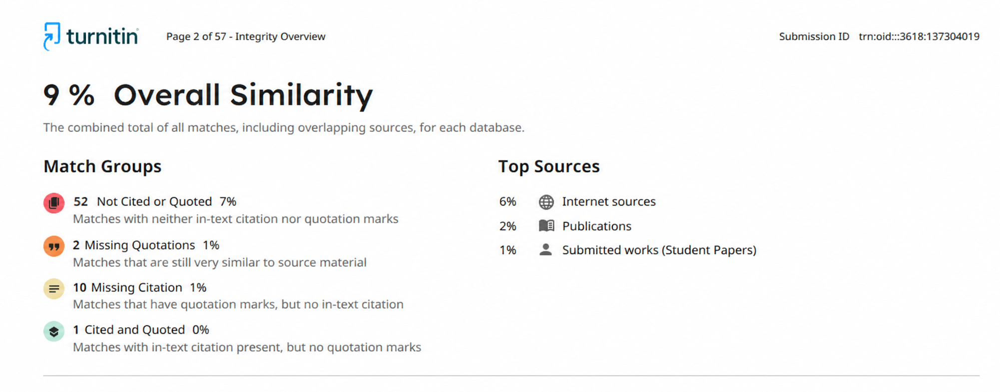 turnitin Page 2 of 57 - Integrity Overview Submission ID trn:oid:::3618:137304019
9 % Overall Similarity
The combined total of all matches, including overlapping sources, for each database.
Match Groups
52 Not Cited or Quoted 7%
Matches with neither in-text citation nor quotation marks
2 Missing Quotations 1%
Matches that are still very similar to source material
10 Missing Citation 1%
Matches that have quotation marks, but no in-text citation
1 Cited and Quoted 0%
Matches with in-text citation present, but no quotation marks
Top Sources
6% Internet sources
2% Publications
1% Submitted works (Student Papers)